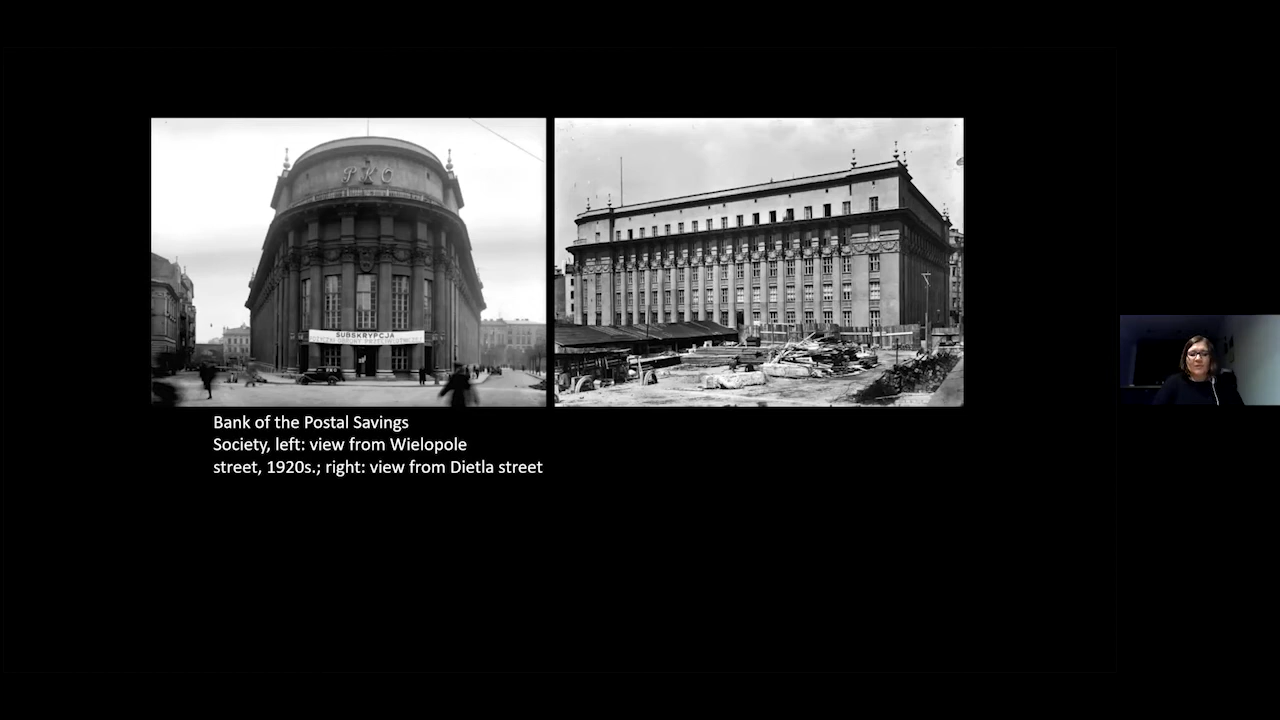 PKO
SUBSKRYPCJA
Bank of the Postal Savings
Society, left: view from Wielopole
street, 1920s.; right: view from Dietla street